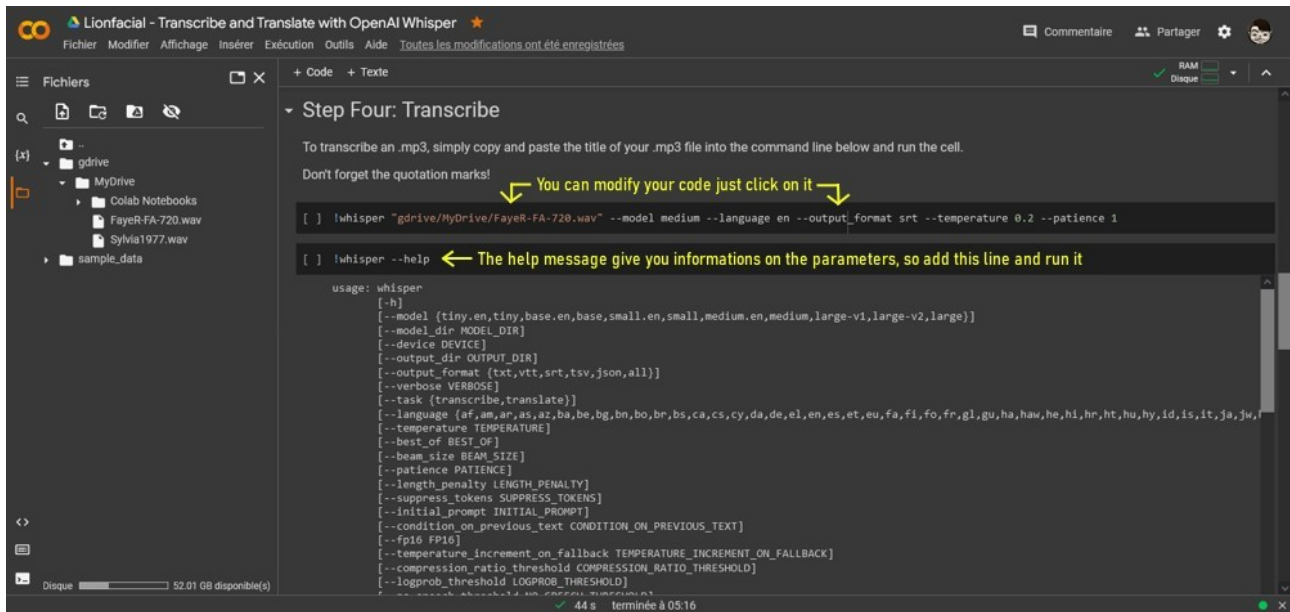 Lionfacial - Transcribe and Translate with OpenAI Whisper
Fichier Modifier Affichage Insérer Exécution Outils Aide Toutes les modifications ont été enregistrées
Commentaire
Partager
Fichiers
+ Code + Texte
RAM
Disque
{x}
..
gdrive
MyDrive
Colab Notebooks
FayeR-FA-720.wav
Sylvia1977.wav
sample_data
Disque
52.01 GB disponible(s)
Step Four: Transcribe
To transcribe an .mp3, simply copy and paste the title of your .mp3 file into the command line below and run the cell.
Don't forget the quotation marks!
You can modify your code just click on it
[ ] !whisper "gdrive/MyDrive/FayeR-FA-720.wav" --model medium --language en --output_format srt --temperature 0.2 --patience 1
[ ] !whisper --help
The help message give you informations on the parameters, so add this line and run it
usage: whisper
[-h]
[--model {tiny.en,tiny,base.en,base,small.en,small,medium.en,medium,large-v1,large-v2,large}]
[--model_dir MODEL_DIR]
[--device DEVICE]
[--output_dir OUTPUT_DIR]
[--output_format {txt,vtt,srt,tsv,json,all}]
[--verbose VERBOSE]
[--task {transcribe,translate}]
[--language {af,am,ar,as,az,ba,be,bg,bn,bo,br,bs,ca,cs,cy,da,de,el,en,es,et,eu,fa,fi,fo,fr,gl,gu,ha,haw,he,hi,hr,ht,hu,hy,id,is,it,ja,jw,
[--temperature TEMPERATURE]
[--best_of BEST_OF]
[--beam_size BEAM_SIZE]
[--patience PATIENCE]
[--length_penalty LENGTH_PENALTY]
[--suppress_tokens SUPPRESS_TOKENS]
[--initial_prompt INITIAL_PROMPT]
[--condition_on_previous_text CONDITION_ON_PREVIOUS_TEXT]
[--fp16 FP16]
[--temperature_increment_on_fallback TEMPERATURE_INCREMENT_ON_FALLBACK]
[--compression_ratio_threshold COMPRESSION_RATIO_THRESHOLD]
[--logprob_threshold LOGPROB_THRESHOLD]
44 s terminée à 05:16